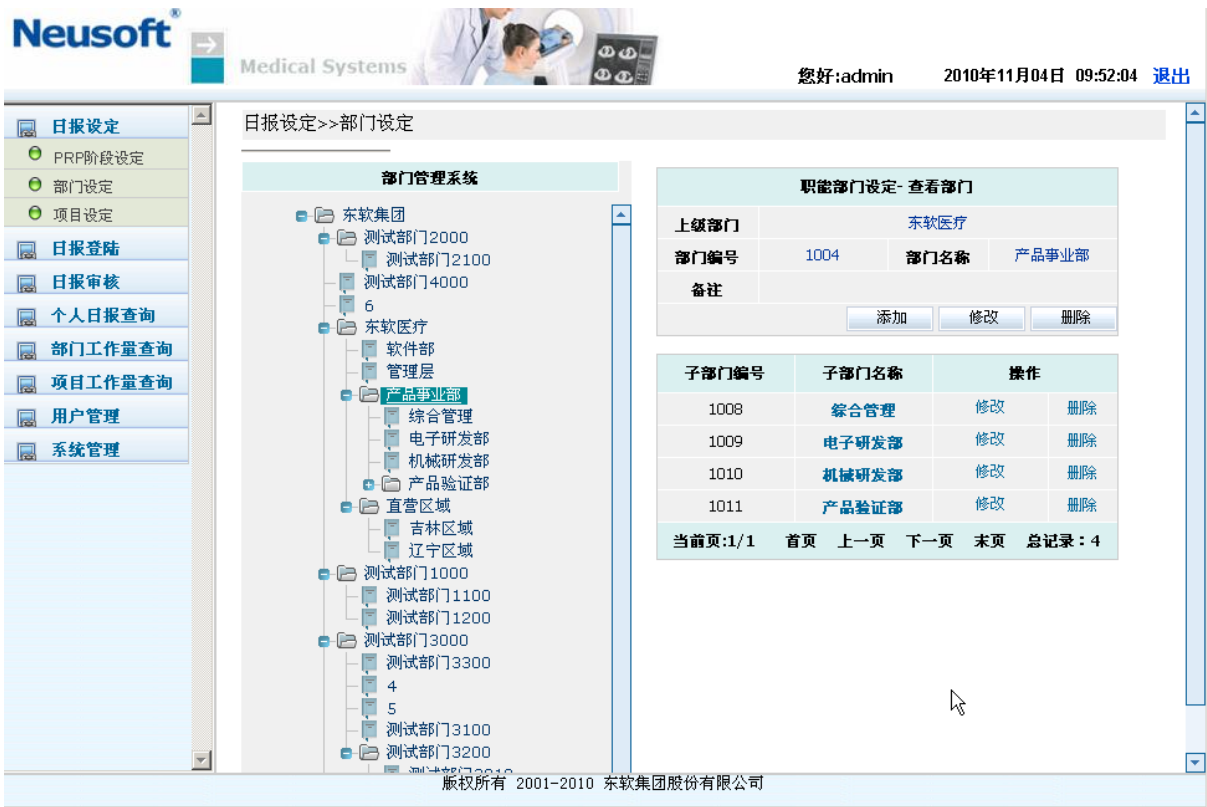 Neusoft®
Medical Systems
您好:admin 2010年11月04日 09:52:04 退出
日报设定
PRP阶段设定
部门设定
项目设定
日报登陆
日报审核
个人日报查询
部门工作量查询
项目工作量查询
用户管理
系统管理
日报设定>>部门设定
部门管理系统
东软集团
测试部门2000
测试部门2100
测试部门4000
6
东软医疗
软件部
管理层
产品事业部
综合管理
电子研发部
机械研发部
产品验证部
直营区域
吉林区域
辽宁区域
测试部门1000
测试部门1100
测试部门1200
测试部门3000
测试部门3300
4
5
测试部门3100
测试部门3200
职能部门设定- 查看部门
上级部门 东软医疗
部门编号 1004 部门名称 产品事业部
备注
添加 修改 删除
子部门编号 子部门名称 操作
1008 综合管理 修改 删除
1009 电子研发部 修改 删除
1010 机械研发部 修改 删除
1011 产品验证部 修改 删除
当前页:1/1 首页 上一页 下一页 末页 总记录：4
版权所有 2001-2010 东软集团股份有限公司